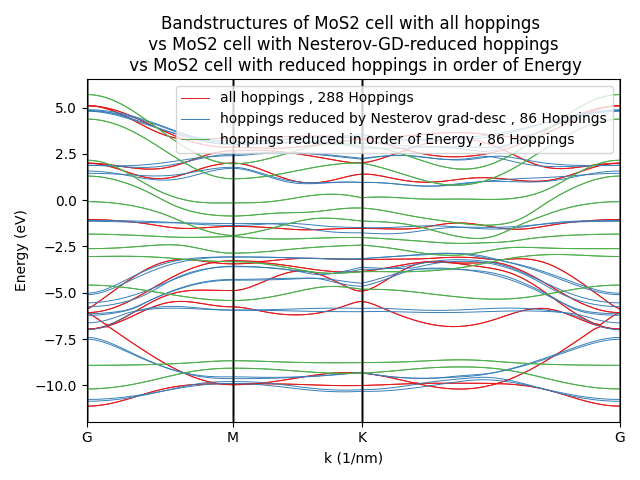 Bandstructures of MoS2 cell with all hoppings
vs MoS2 cell with Nesterov-GD-reduced hoppings
vs MoS2 cell with reduced hoppings in order of Energy
all hoppings , 288 Hoppings
hoppings reduced by Nesterov grad-desc , 86 Hoppings
hoppings reduced in order of Energy , 86 Hoppings
Energy (eV)
5.0
2.5
0.0
−2.5
−5.0
−7.5
−10.0
G M K G
k (1/nm)